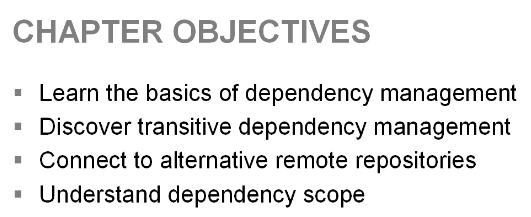 CHAPTER OBJECTIVES
▪ Learn the basics of dependency management
▪ Discover transitive dependency management
▪ Connect to alternative remote repositories
▪ Understand dependency scope